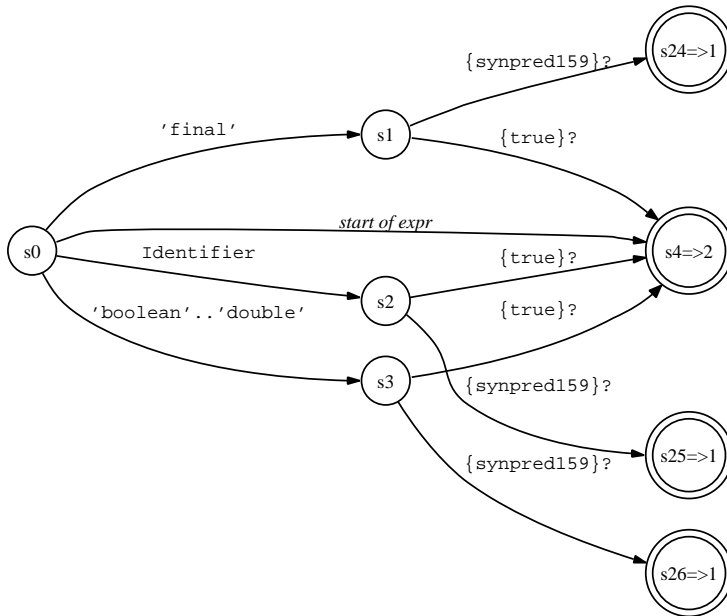 s24=>1
{synpred159}?
'final'
s1
{true}?
start of expr
s0
s4=>2
Identifier
{true}?
s2
{true}?
'boolean'..'double'
s3
{synpred159}?
s25=>1
{synpred159}?
s26=>1